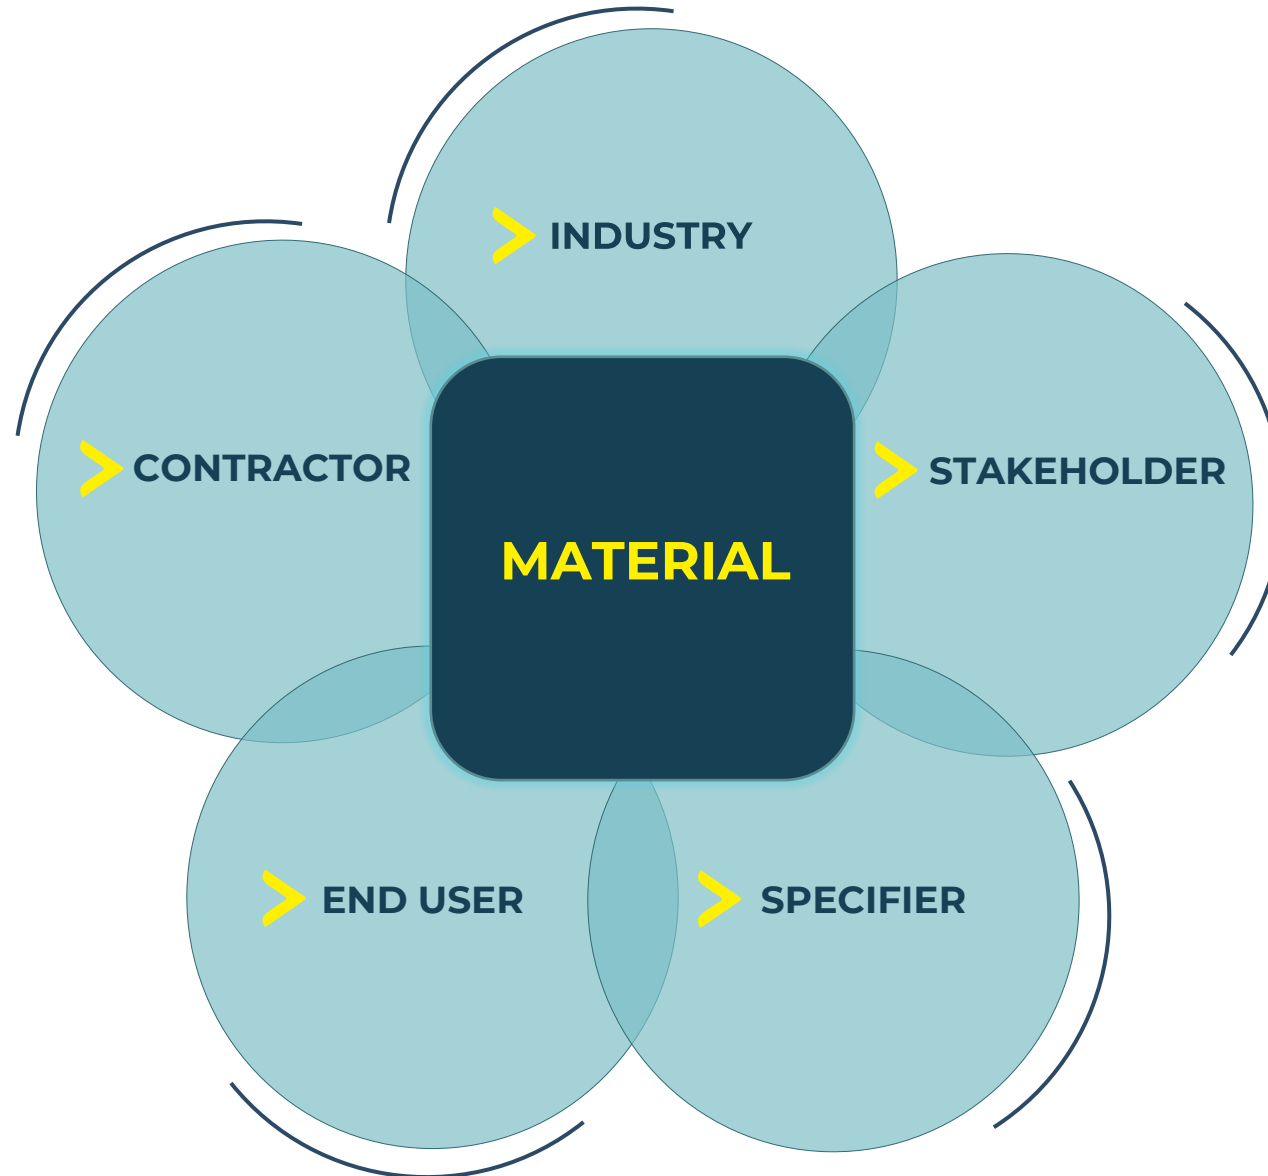 INDUSTRY
CONTRACTOR
STAKEHOLDER
MATERIAL
END USER
SPECIFIER